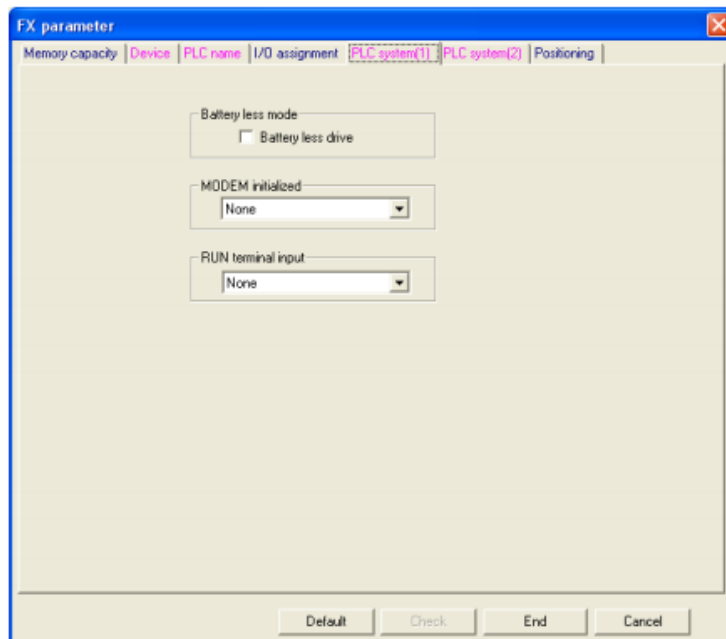 FX parameter
Memory capacity Device PLC name I/O assignment PLC system(1) PLC system(2) Positioning
Battery less mode
Battery less drive
MODEM initialized
None
RUN terminal input
None
Default Check End Cancel